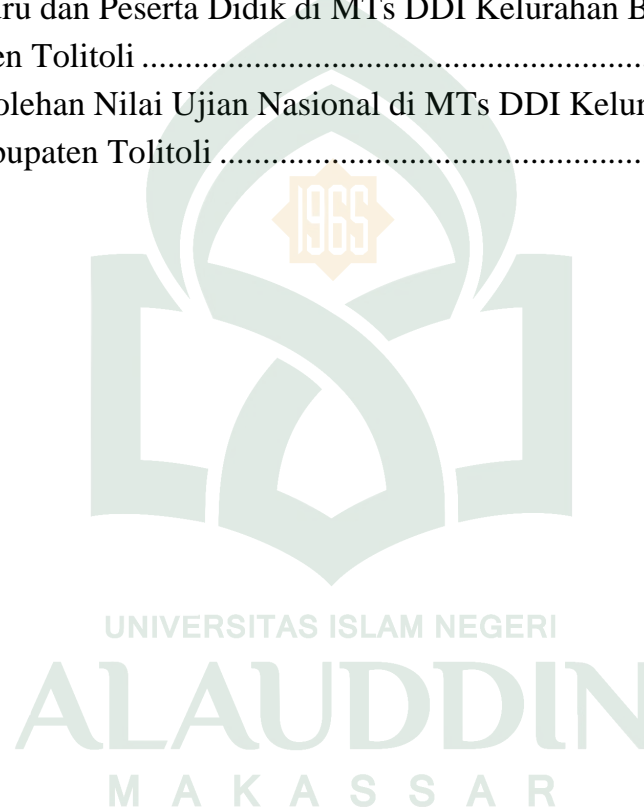 uru dan Peserta Didik di MTs DDI Kelurahan B
en Tolitoli ........................................................................
olehan Nilai Ujian Nasional di MTs DDI Kelur
bupaten Tolitoli ............................................................
1965
UNIVERSITAS ISLAM NEGERI
ALAUDDIN
MAKASSAR